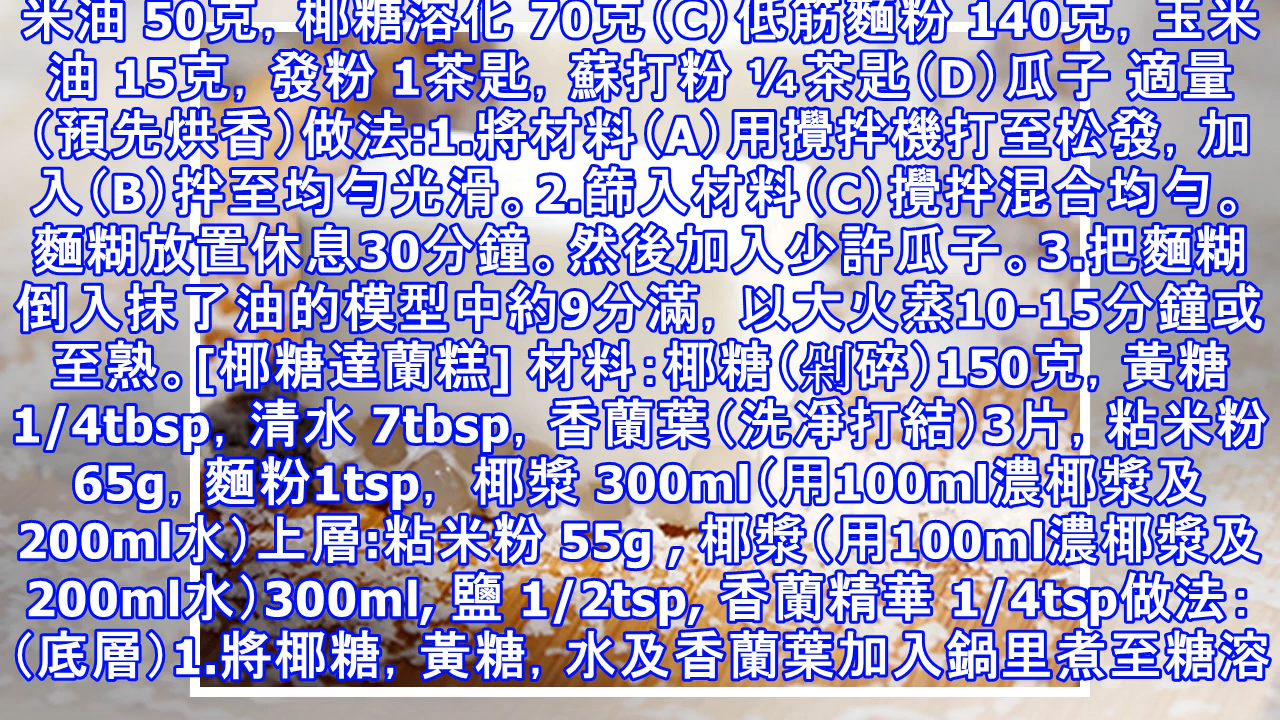 米油 50克, 椰糖溶化 70克(C)低筋麵粉 140克, 玉米
油 15克, 發粉 1茶匙, 蘇打粉 ¼茶匙(D)瓜子 適量
(預先烘香)做法:1.將材料(A)用攪拌機打至松發, 加
入(B)拌至均勻光滑。2.篩入材料(C)攪拌混合均勻。
麵糊放置休息30分鐘。然後加入少許瓜子。3.把麵糊
倒入抹了油的模型中約9分滿, 以大火蒸10-15分鐘或
至熟。[椰糖達蘭糕] 材料:椰糖(剁碎)150克, 黃糖
1/4tbsp, 清水 7tbsp, 香蘭葉(洗凈打結)3片, 粘米粉
65g, 麵粉1tsp, 椰漿 300ml(用100ml濃椰漿及
200ml水)上層:粘米粉 55g , 椰漿(用100ml濃椰漿及
200ml水)300ml, 鹽 1/2tsp, 香蘭精華 1/4tsp做法:
(底層)1.將椰糖, 黃糖, 水及香蘭葉加入鍋里煮至糖溶